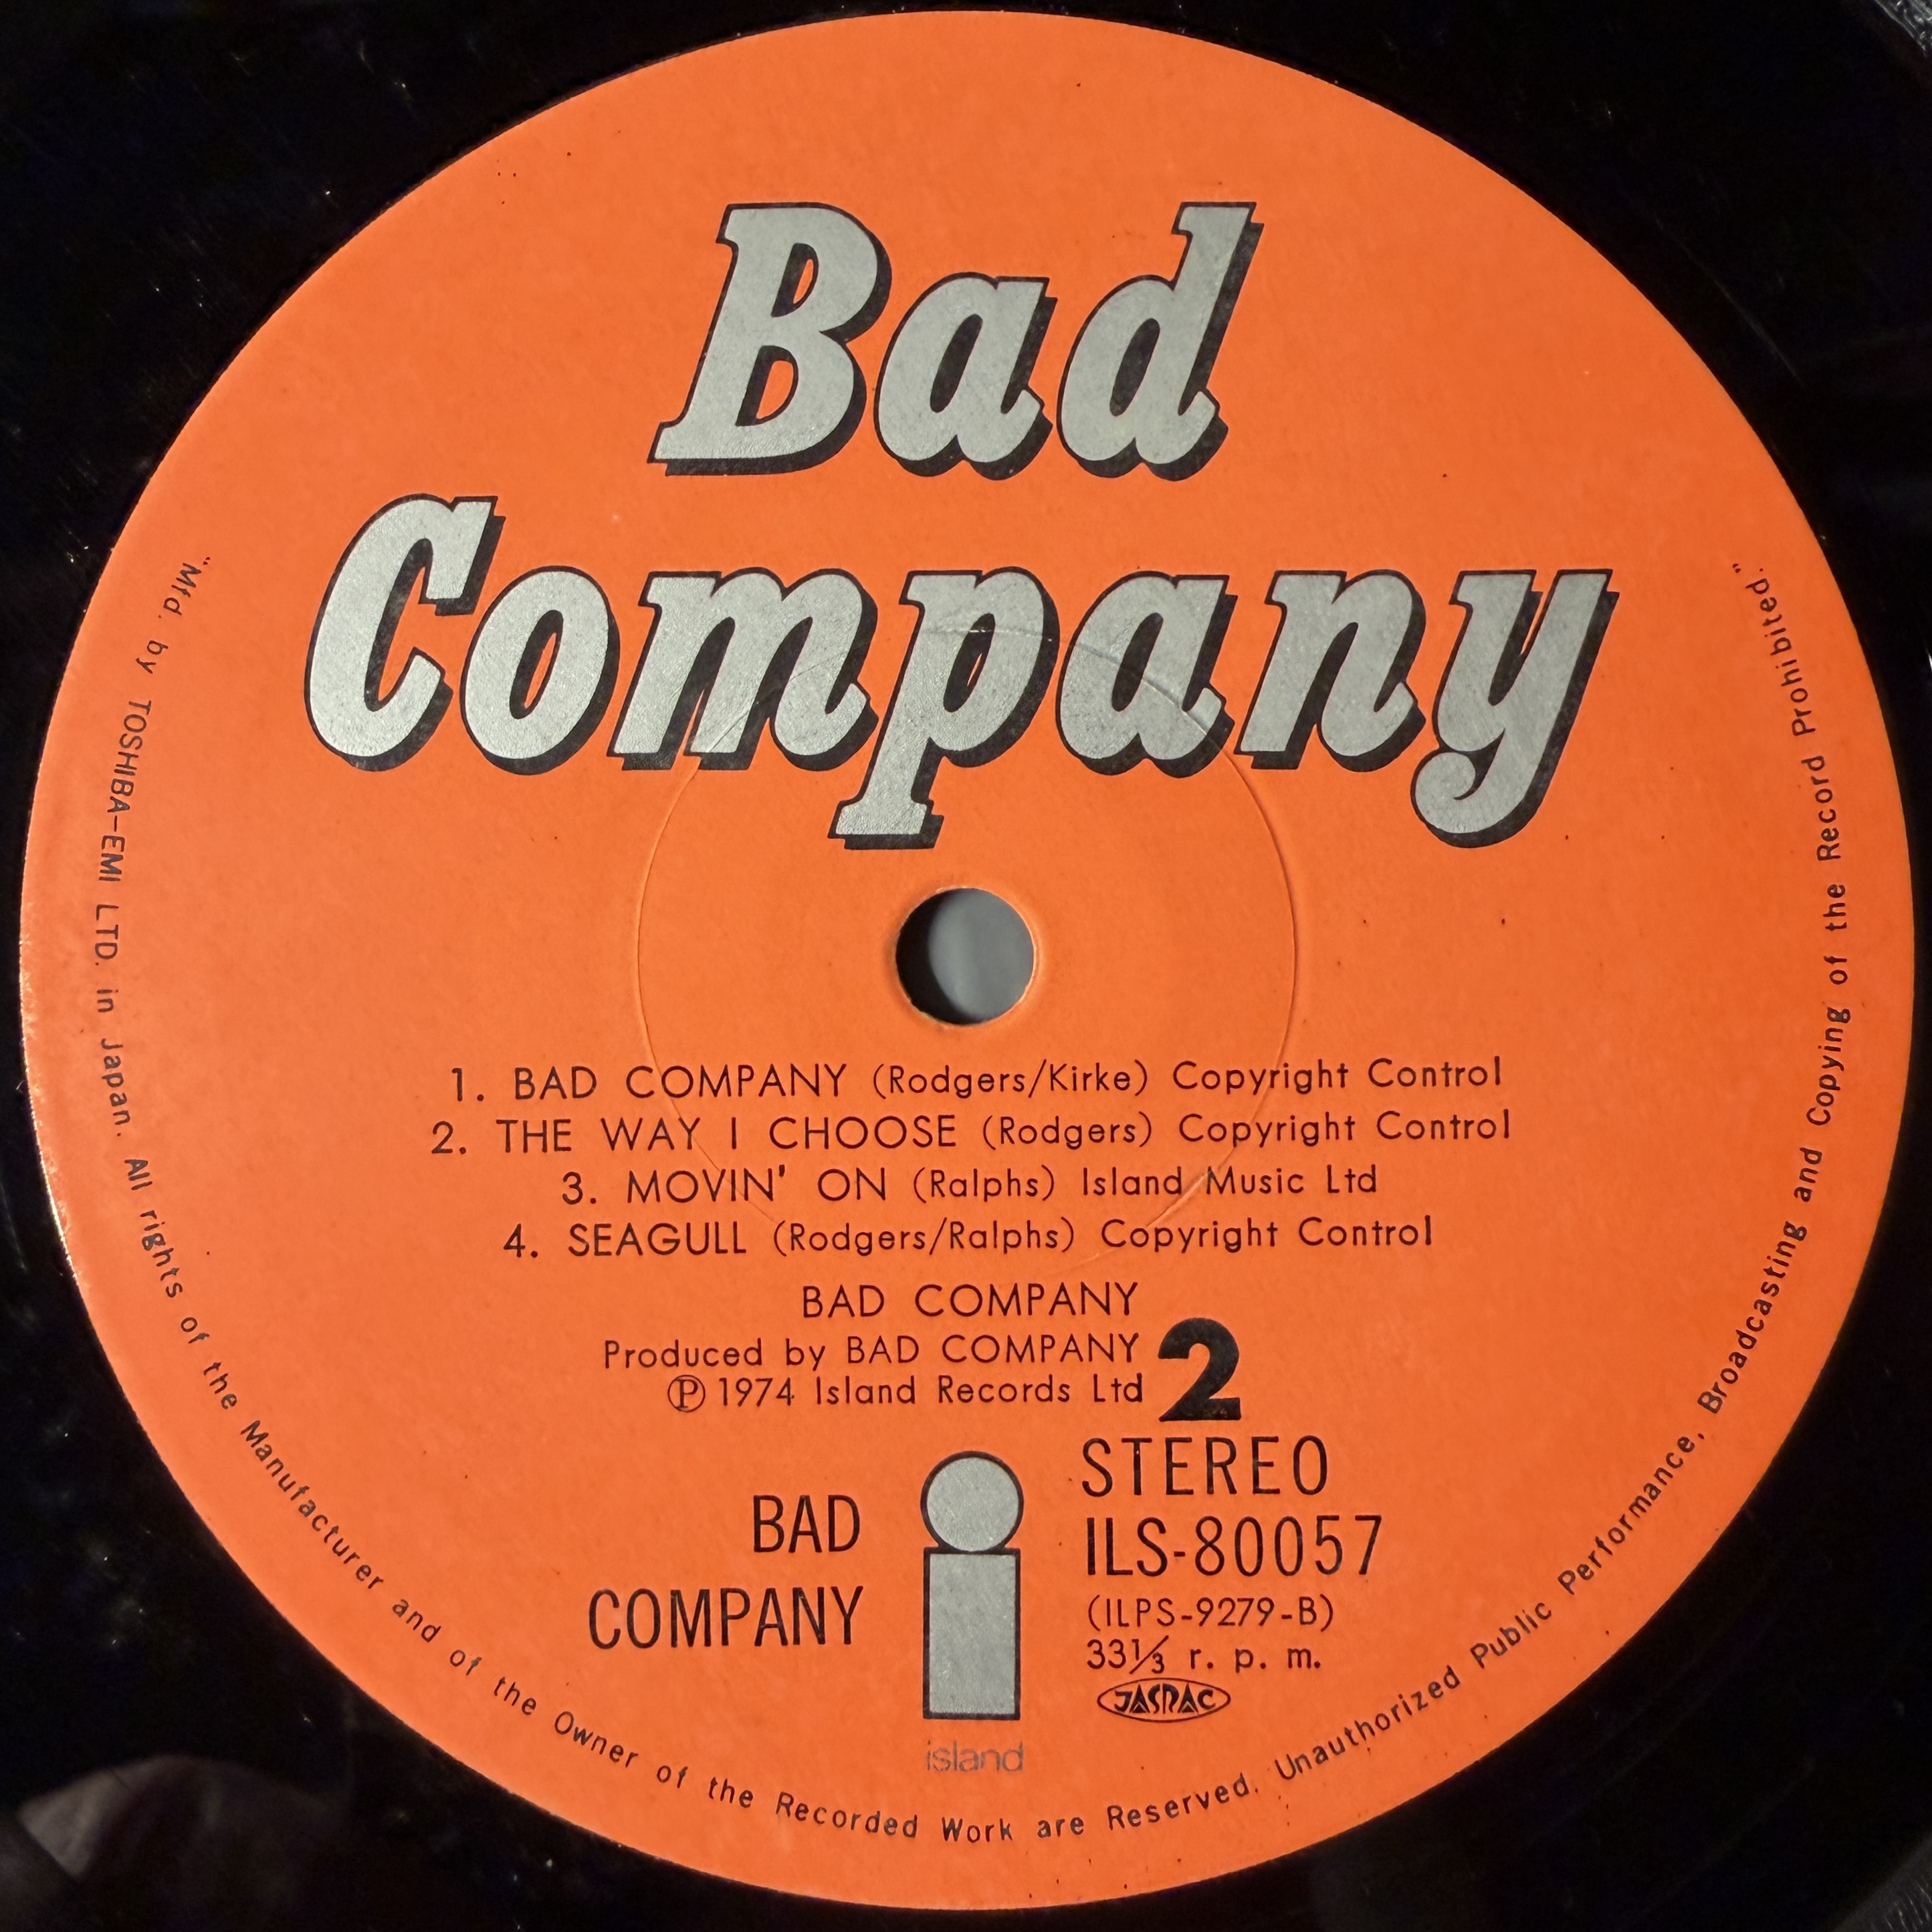 Bad
Company
1. BAD COMPANY (Rodgers/Kirke) Copyright Control
2. THE WAY I CHOOSE (Rodgers) Copyright Control
3. MOVIN' ON (Ralphs) Island Music Ltd
4. SEAGULL (Rodgers/Ralphs) Copyright Control
BAD COMPANY
Produced by BAD COMPANY
Ⓟ 1974 Island Records Ltd
2
BAD
COMPANY
island
STEREO
ILS-80057
(ILPS-9279-B)
33⅓ r. p. m.
JASRAC
"Mfd. by TOSHIBA-EMI LTD. in Japan. All rights of the Manufacturer and of the Owner of the Recorded Work are Reserved. Unauthorized Public Performance, Broadcasting and Copying of the Record Prohibited."